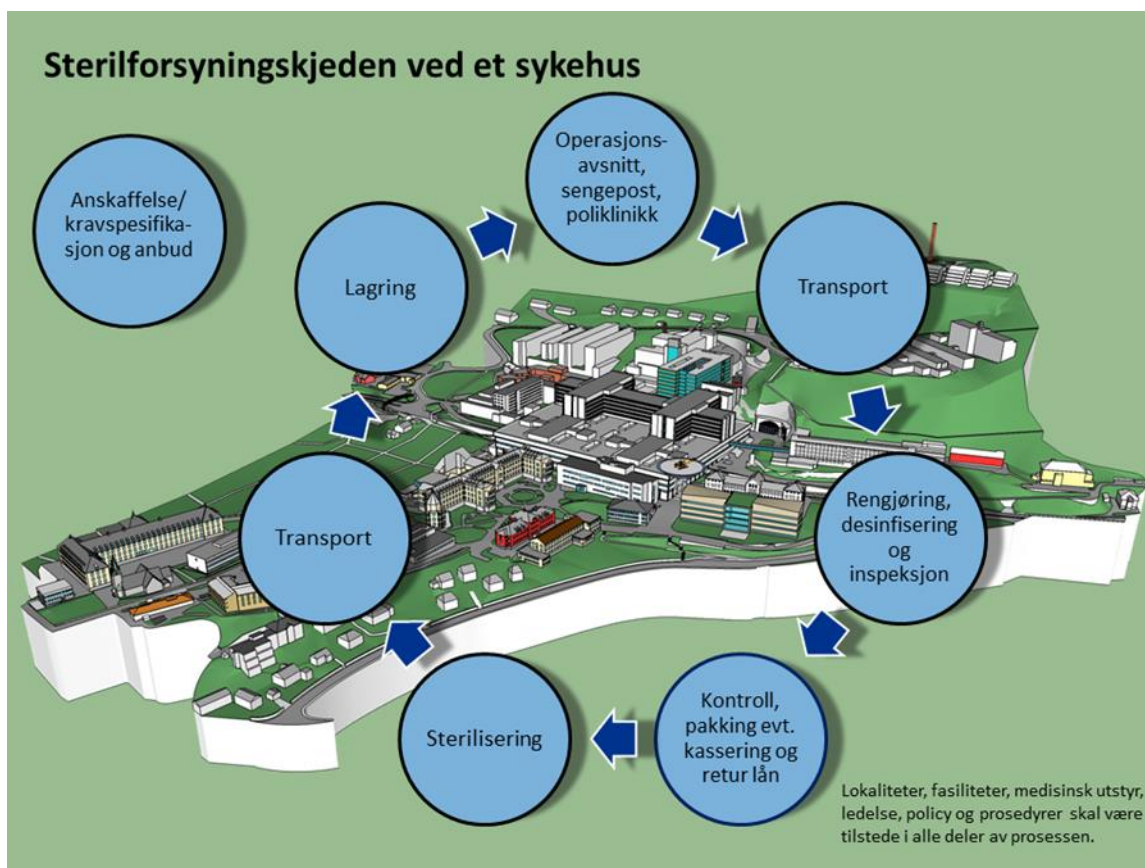 Sterilforsyningskjeden ved et sykehus
Anskaffelse/
kravspesifika-
sjon og anbud
Operasjons-
avsnitt,
sengepost,
poliklinikk
Lagring
Transport
Rengjøring,
desinfisering
og
inspeksjon
Kontroll,
pakking evt.
kassering og
retur lån
Sterilisering
Transport
Lokaliteter, fasiliteter, medisinsk utstyr,
ledelse, policy og prosedyrer skal være
tilstede i alle deler av prosessen.